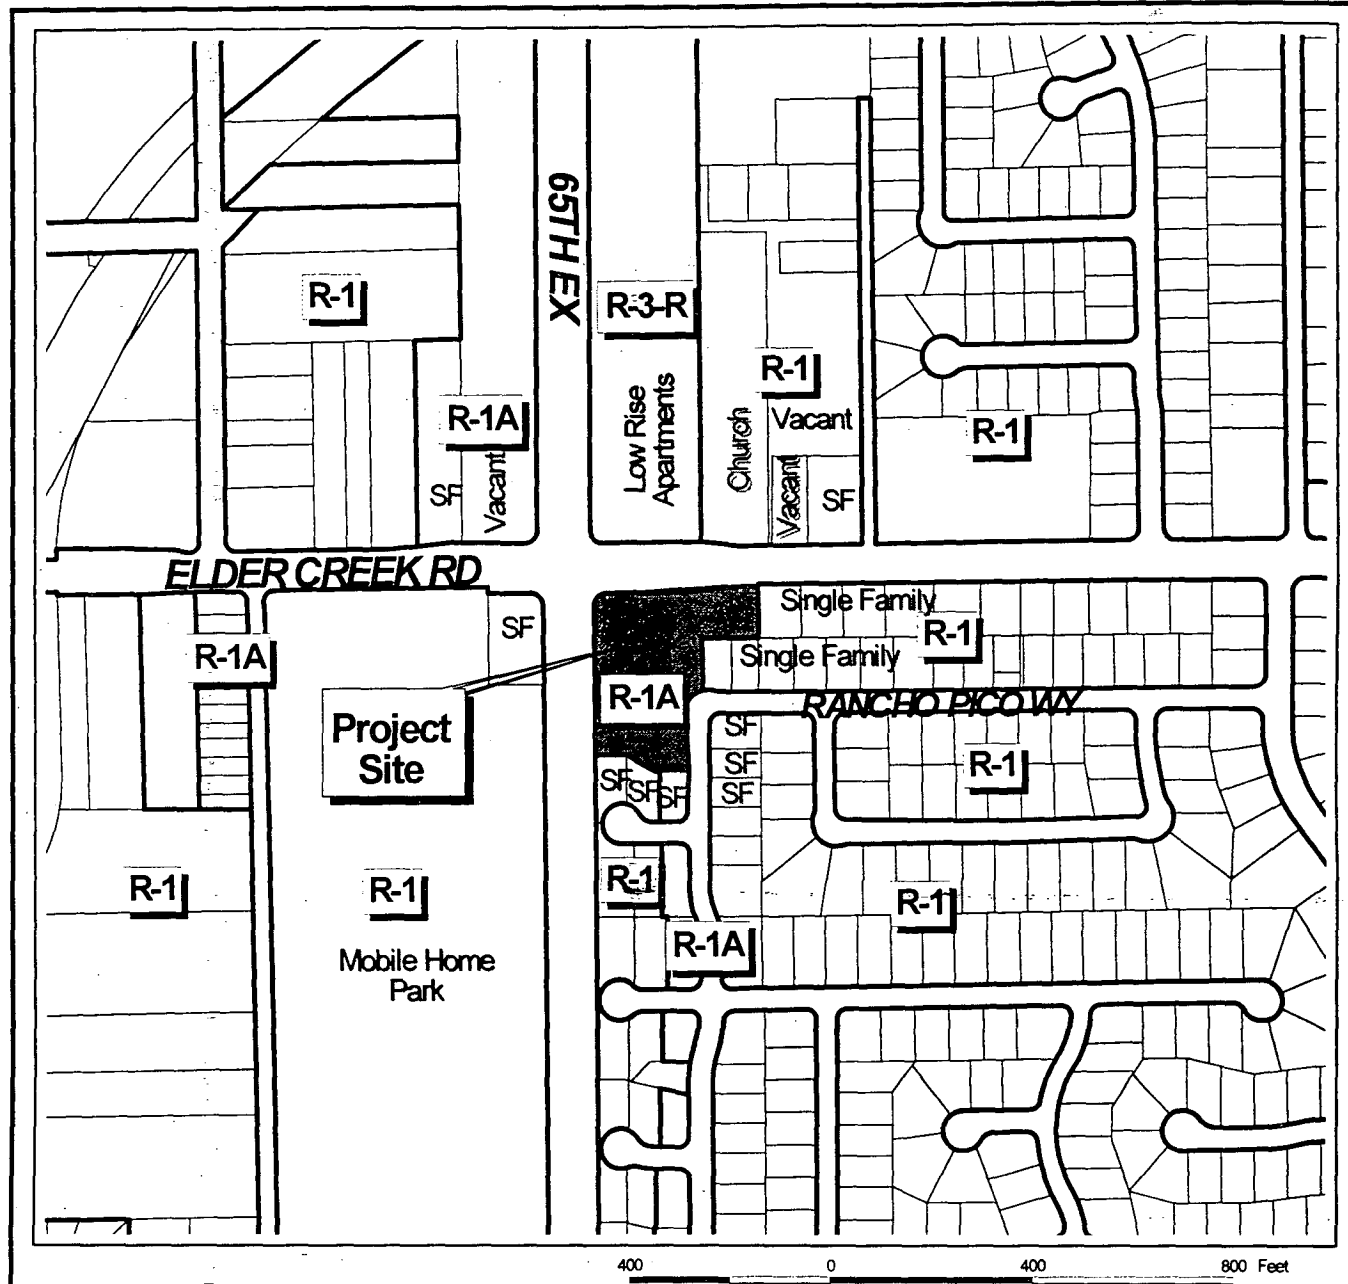 65TH EX
R-1
R-3-R
R-1
R-1A
Low Rise
Apartments
Church
Vacant
R-1
SF
Vacant
Vacant
SF
ELDER CREEK RD
SF
Single Family
R-1
R-1A
Single Family
R-1A
RANCHO PICO WY
Project
Site
SF
SF
R-1
SF
SF
SF
SF
R-1
R-1
R-1
R-1
R-1A
Mobile Home
Park
400 0 400 800 Feet